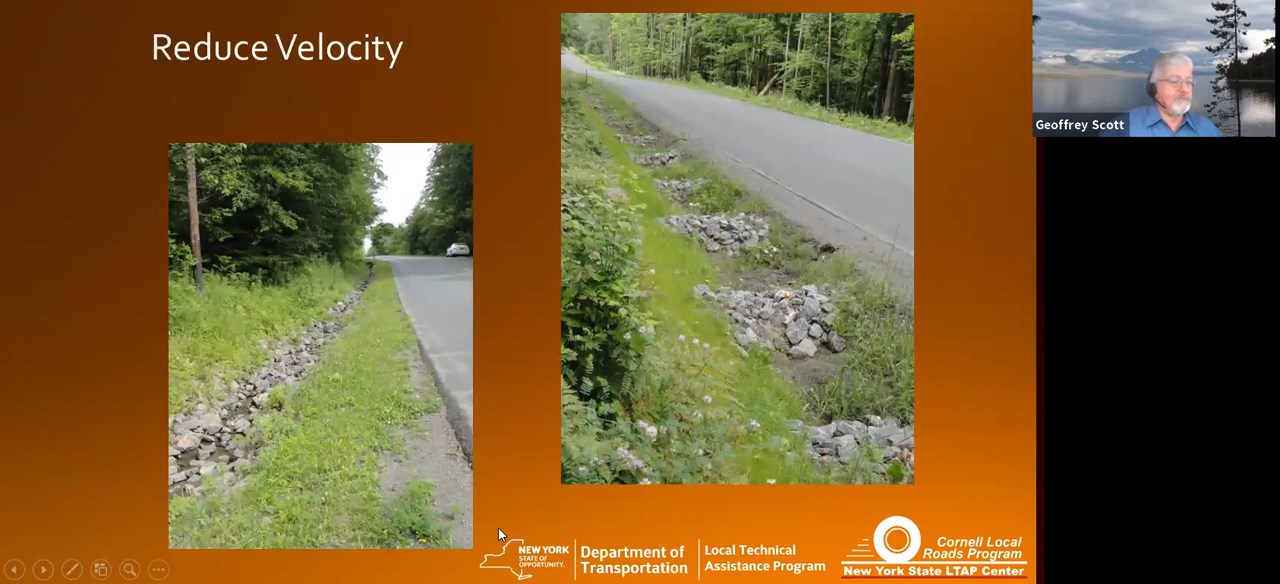 Reduce Velocity
Geoffrey Scott
NEW YORK
STATE OF
OPPORTUNITY.
Department of
Transportation
Local Technical
Assistance Program
Cornell Local
Roads Program
New York State LTAP Center